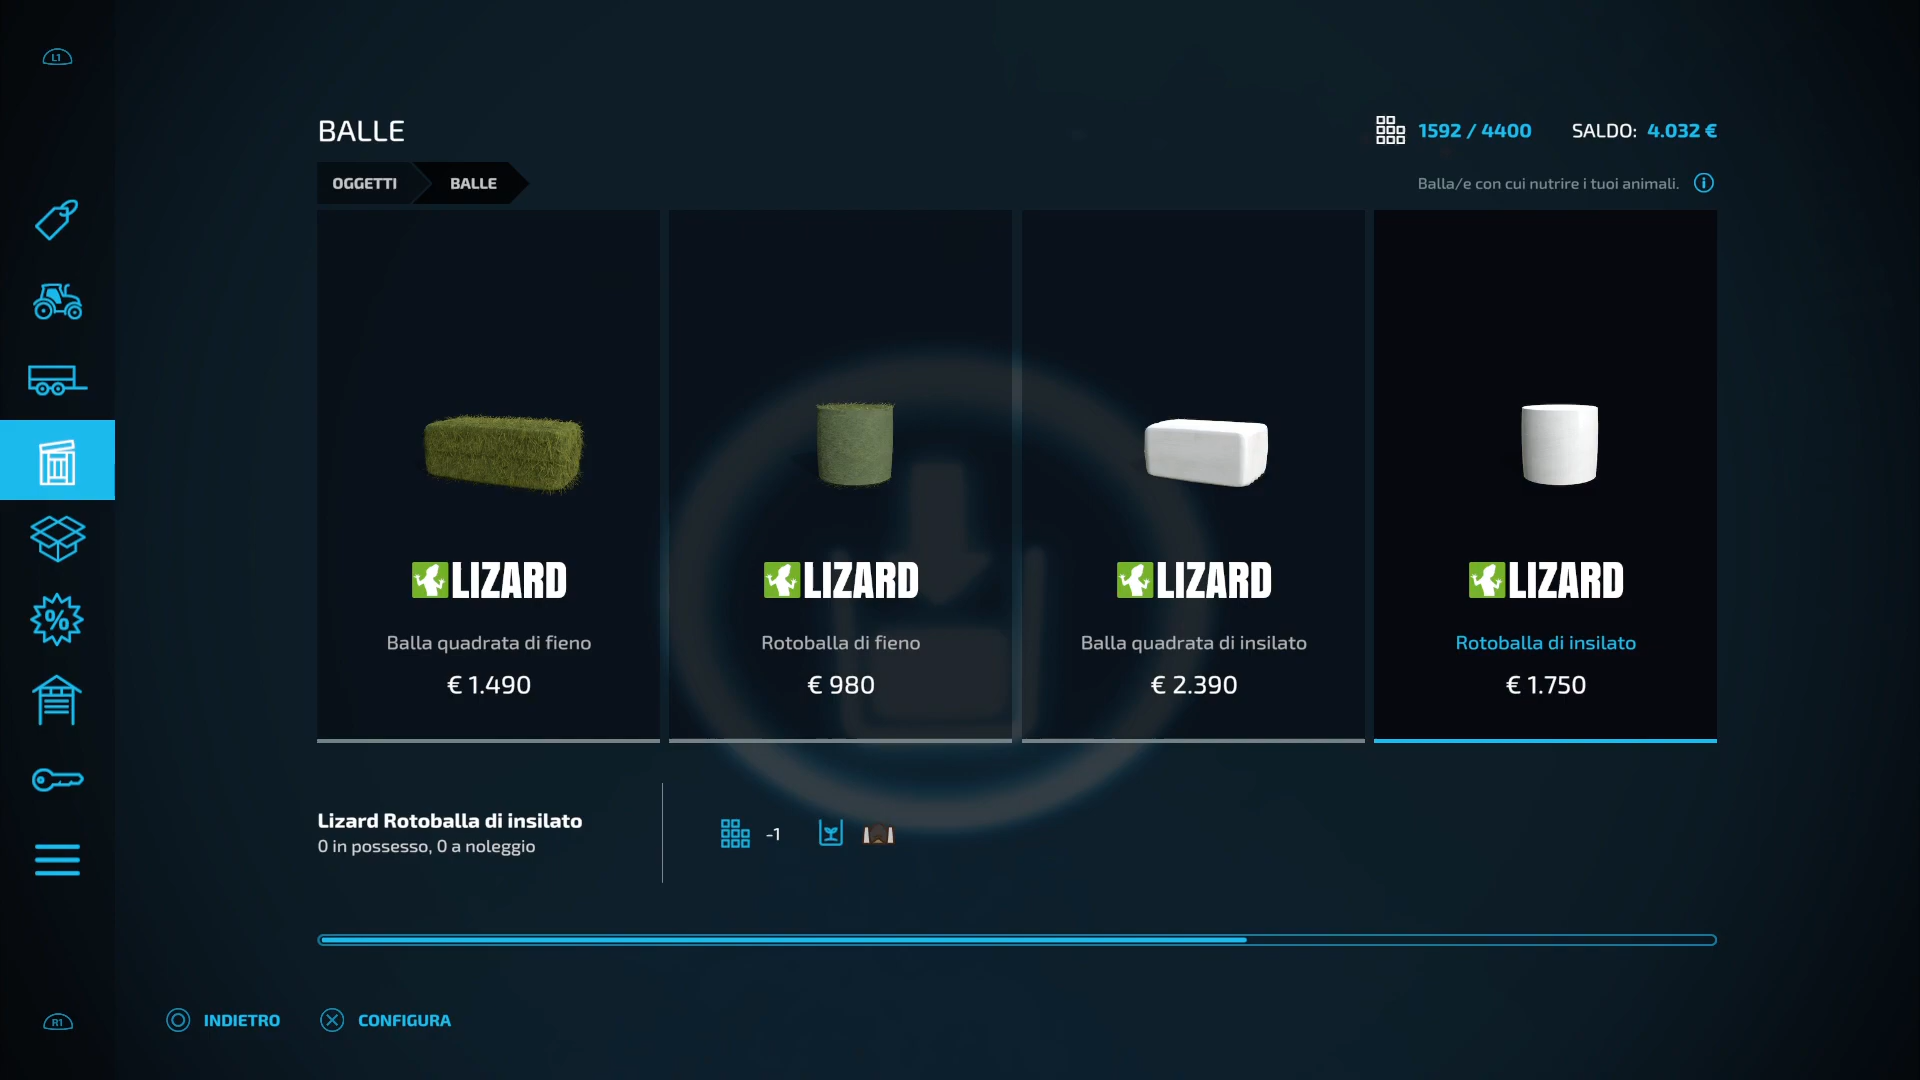 L1
BALLE
1592 / 4400
SALDO: 4.032 €
OGGETTI
BALLE
Balla/e con cui nutrire i tuoi animali.
LIZARD
Balla quadrata di fieno
€ 1.490
LIZARD
Rotoballa di fieno
€ 980
LIZARD
Balla quadrata di insilato
€ 2.390
LIZARD
Rotoballa di insilato
€ 1.750
Lizard Rotoballa di insilato
0 in possesso, 0 a noleggio
-1
R1
INDIETRO
CONFIGURA